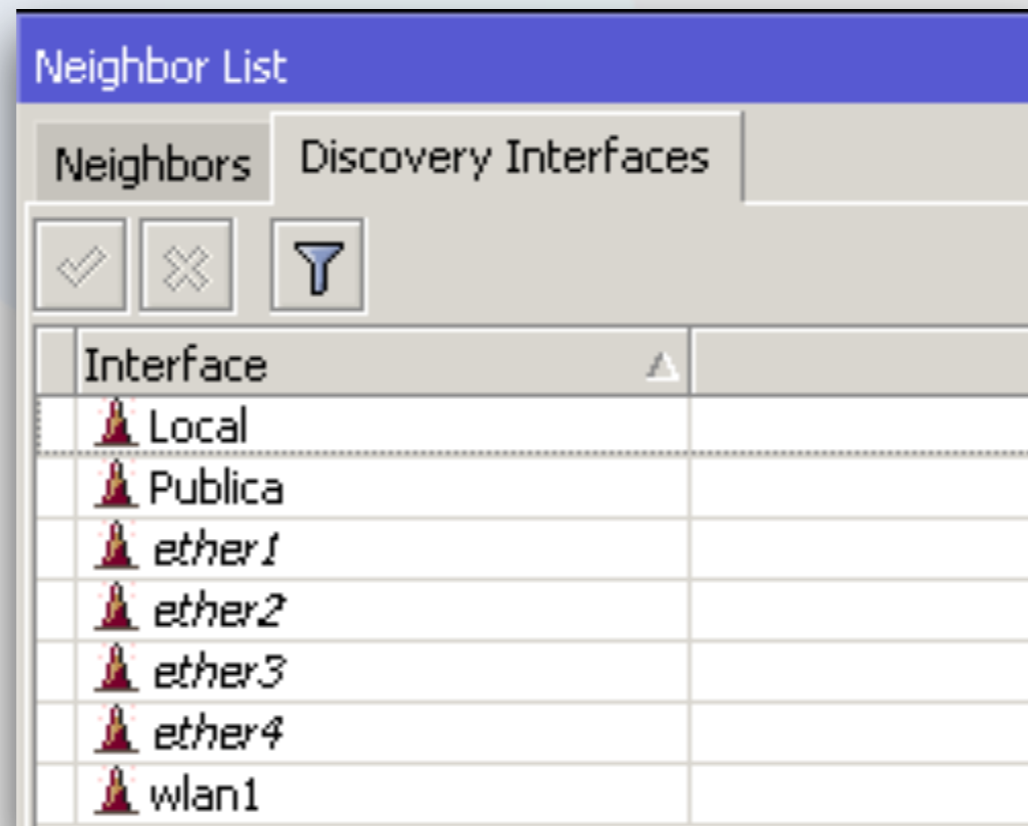 Neighbor List
Neighbors Discovery Interfaces
Interface
Local
Publica
ether1
ether2
ether3
ether4
wlan1